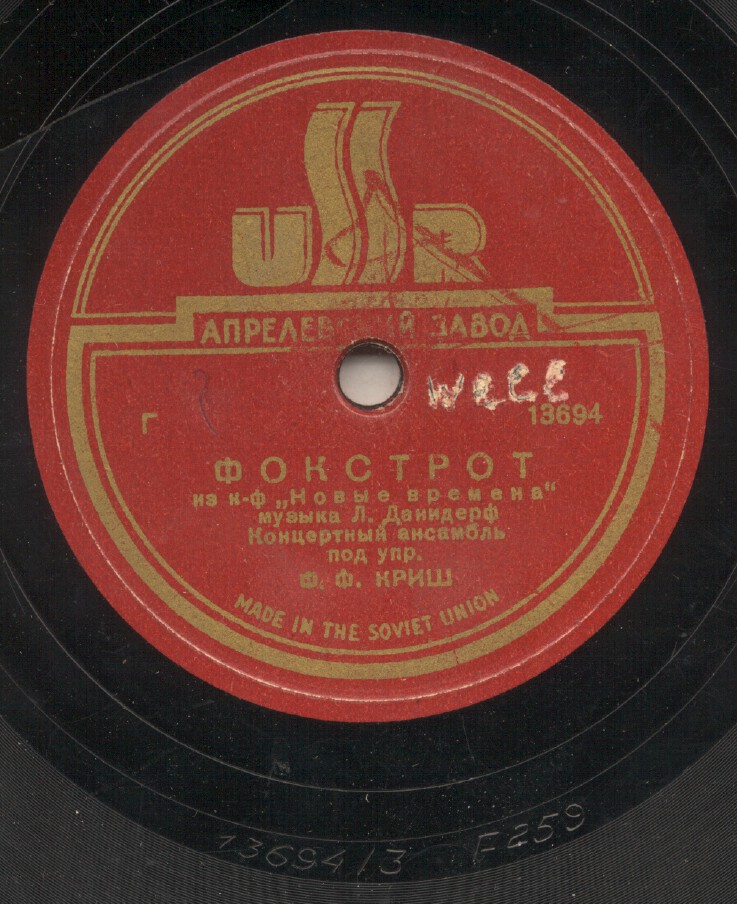 USSR
АПРЕЛЕВСКИЙ ЗАВОД
Г
13694
ФОКСТРОТ
из к-ф „Новые времена"
музыка Л. Данидерф
Концертный ансамбль
под упр.
Ф. Ф. КРИШ
MADE IN THE SOVIET UNION
13694/3 F259